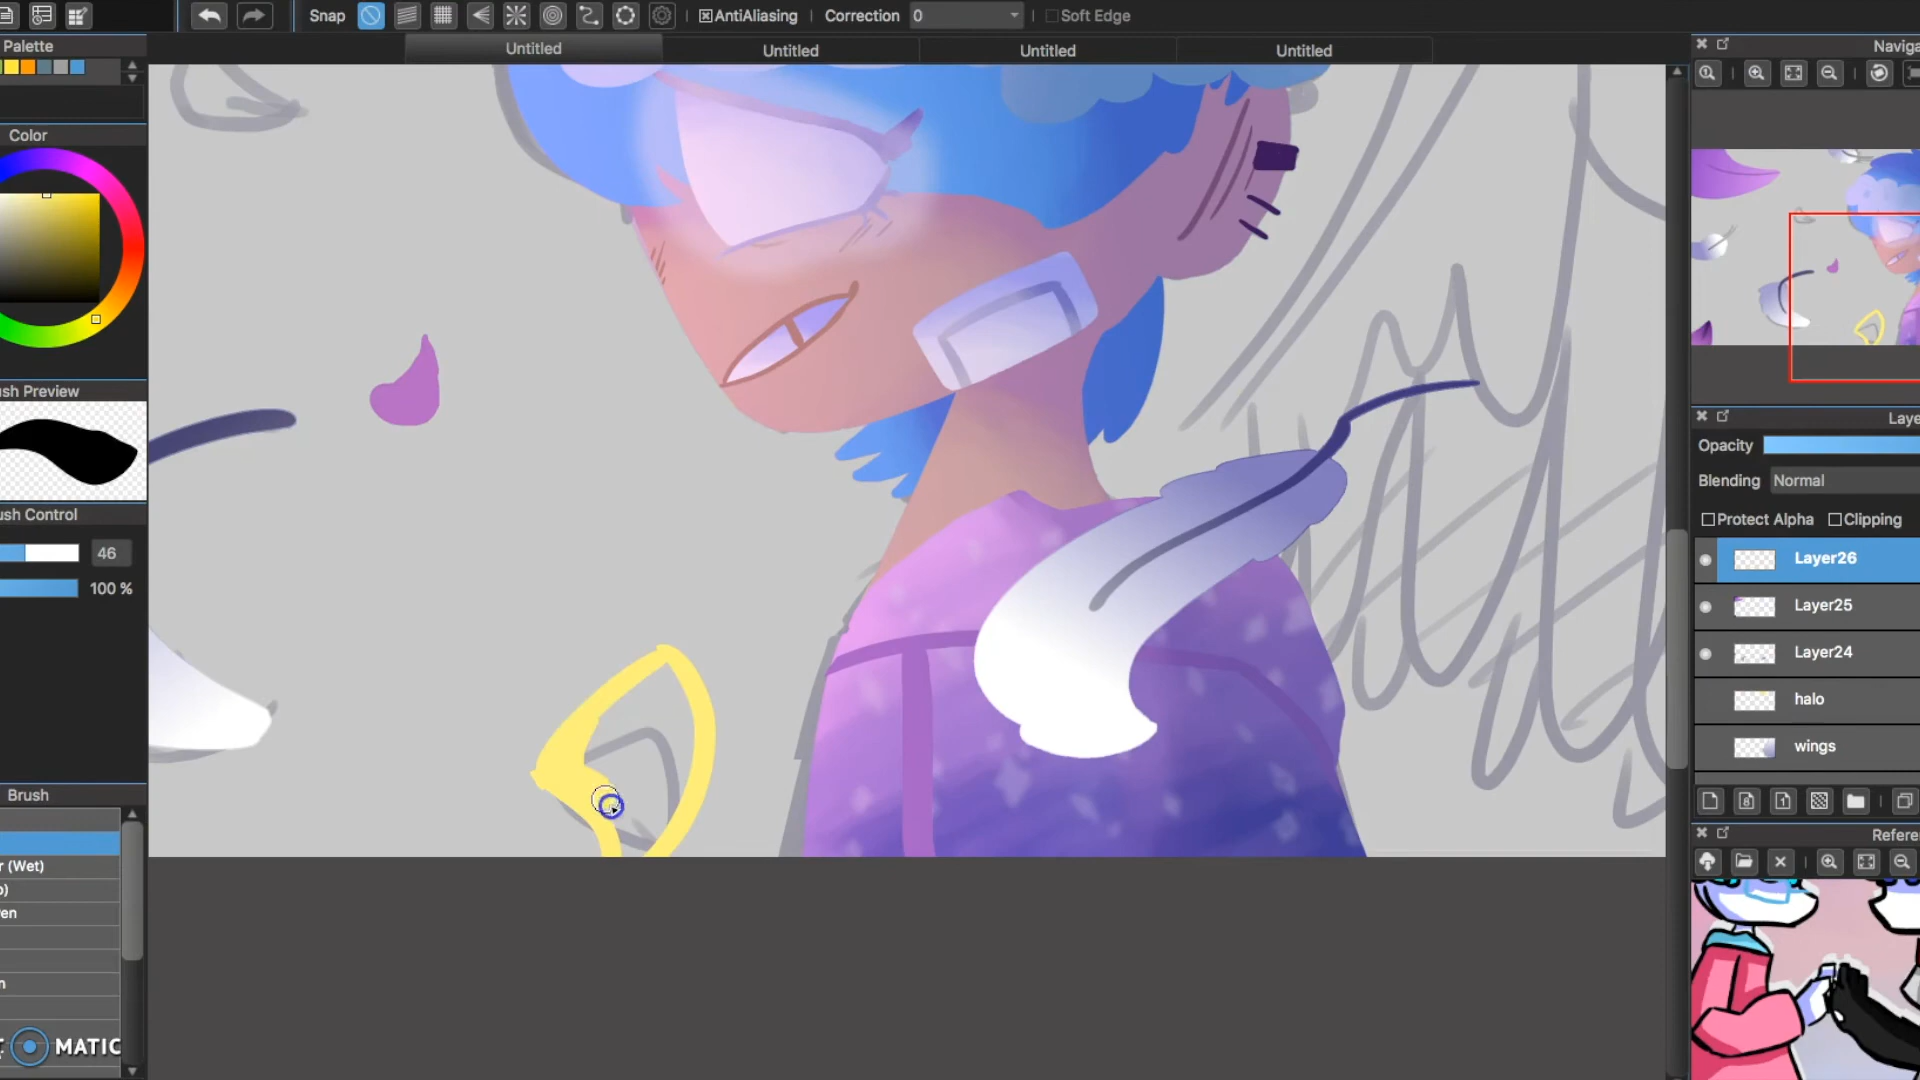 Snap
AntiAliasing
Correction 0
Soft Edge
Palette
Untitled
Untitled
Untitled
Untitled
Naviga
Color
ush Preview
ush Control
46
100 %
Laye
Opacity
Blending Normal
Protect Alpha
Clipping
Layer26
Layer25
Layer24
halo
wings
Brush
r (Wet)
en
n
MATIC
Refere